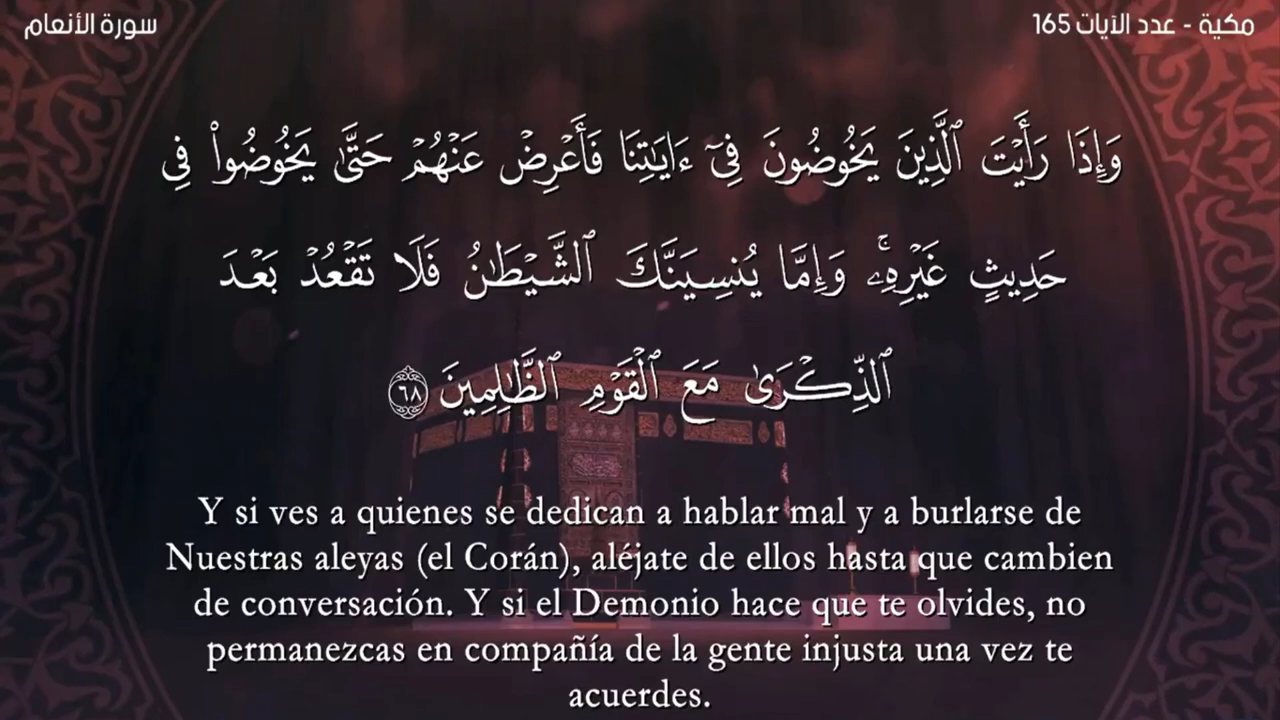 سورة الأنعام
مكية - عدد الآيات 165
وَإِذَا رَأَيْتَ ٱلَّذِينَ يَخُوضُونَ فِىٓ ءَايَٰتِنَا فَأَعْرِضْ عَنْهُمْ حَتَّىٰ يَخُوضُوا۟ فِى
حَدِيثٍ غَيْرِهِۦ ۚ وَإِمَّا يُنسِيَنَّكَ ٱلشَّيْطَٰنُ فَلَا تَقْعُدْ بَعْدَ
ٱلذِّكْرَىٰ مَعَ ٱلْقَوْمِ ٱلظَّٰلِمِينَ ٦٨
Y si ves a quienes se dedican a hablar mal y a burlarse de
Nuestras aleyas (el Corán), aléjate de ellos hasta que cambien
de conversación. Y si el Demonio hace que te olvides, no
permanezcas en compañía de la gente injusta una vez te
acuerdes.